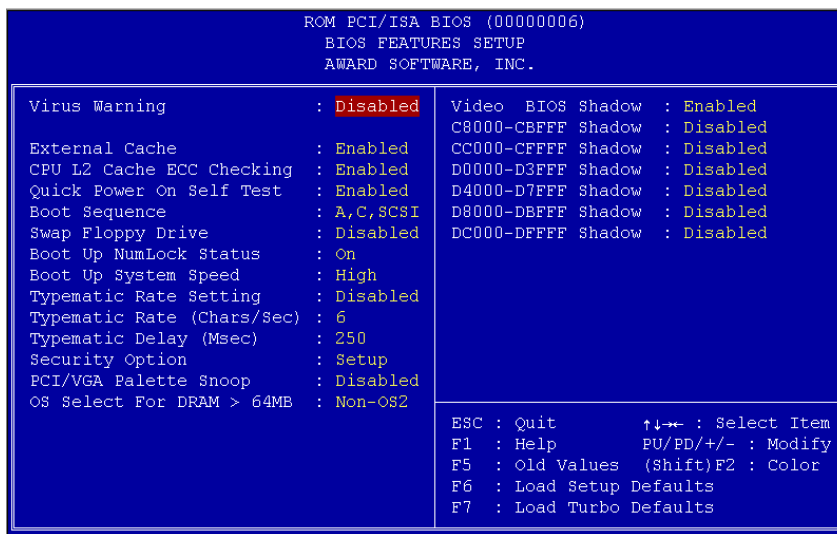 ROM PCI/ISA BIOS (00000006)
BIOS FEATURES SETUP
AWARD SOFTWARE, INC.
Virus Warning : Disabled
External Cache : Enabled
CPU L2 Cache ECC Checking : Enabled
Quick Power On Self Test : Enabled
Boot Sequence : A,C,SCSI
Swap Floppy Drive : Disabled
Boot Up NumLock Status : On
Boot Up System Speed : High
Typematic Rate Setting : Disabled
Typematic Rate (Chars/Sec) : 6
Typematic Delay (Msec) : 250
Security Option : Setup
PCI/VGA Palette Snoop : Disabled
OS Select For DRAM > 64MB : Non-OS2
Video BIOS Shadow : Enabled
C8000-CBFFF Shadow : Disabled
CC000-CFFFF Shadow : Disabled
D0000-D3FFF Shadow : Disabled
D4000-D7FFF Shadow : Disabled
D8000-DBFFF Shadow : Disabled
DC000-DFFFF Shadow : Disabled
ESC : Quit ↑↓→← : Select Item
F1 : Help PU/PD/+/- : Modify
F5 : Old Values (Shift)F2 : Color
F6 : Load Setup Defaults
F7 : Load Turbo Defaults